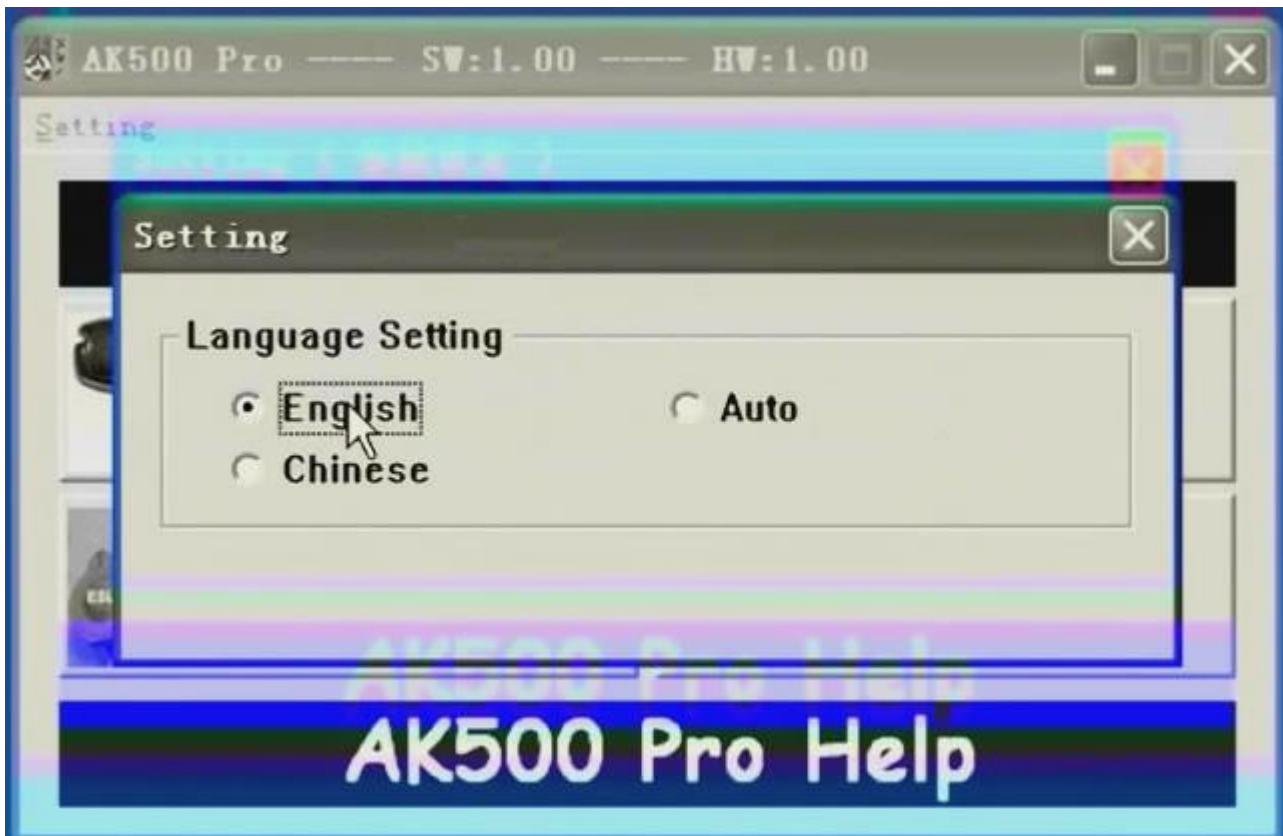 AK500 Pro ---- SW:1.00 ---- HW:1.00
Setting
Setting
Language Setting
English
Auto
Chinese
AK500 Pro Help
AK500 Pro Help